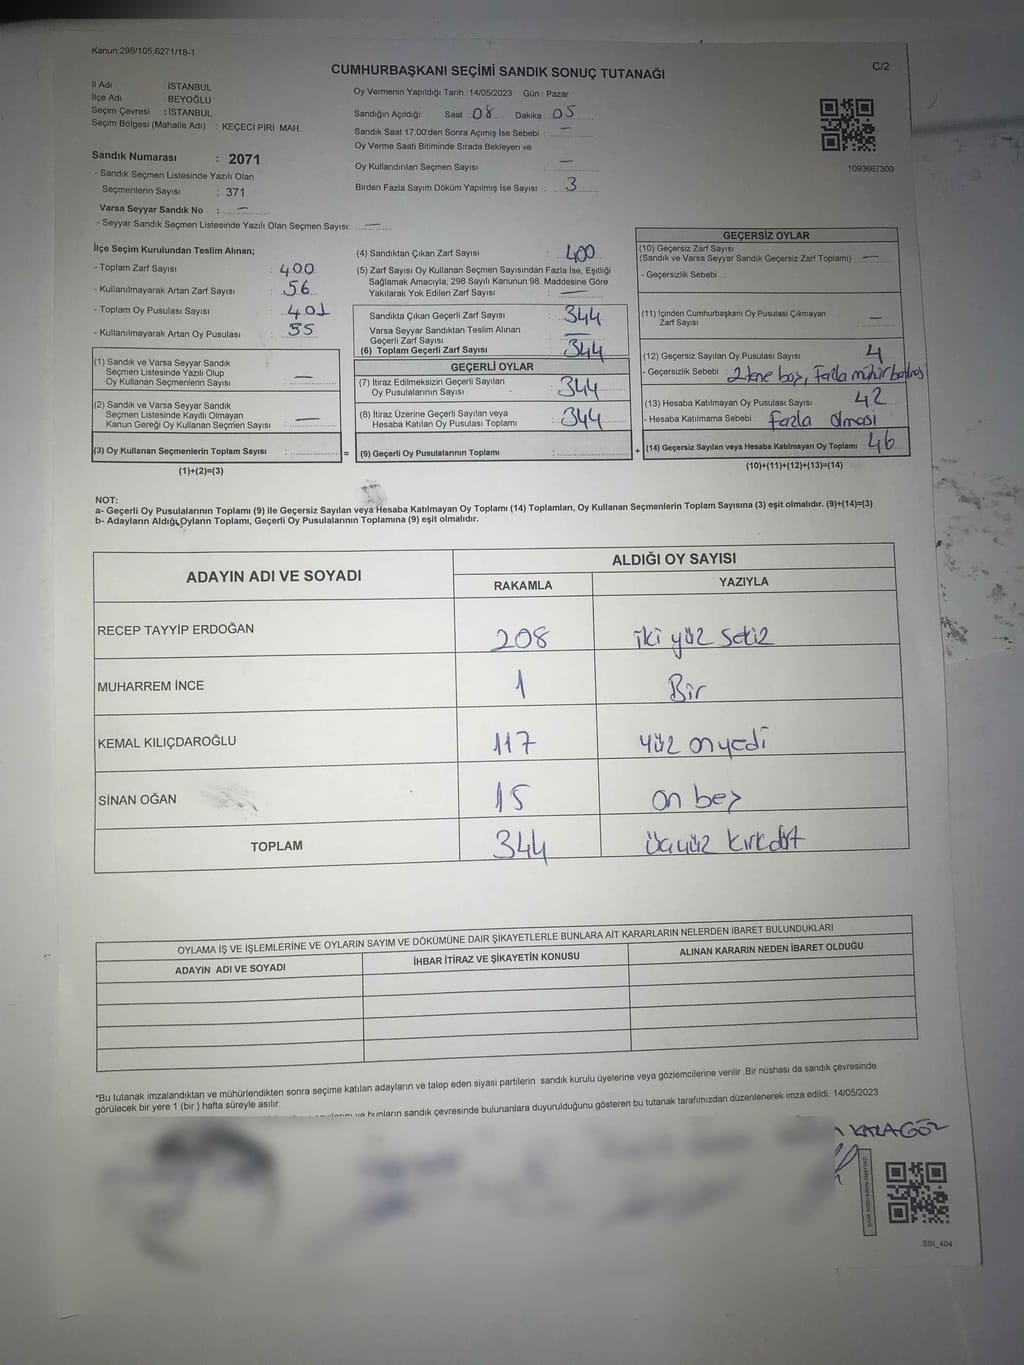 Kanun:298/105,6271/18-1
C/2
CUMHURBAŞKANI SEÇİMİ SANDIK SONUÇ TUTANAĞI
İl Adı : İSTANBUL
İlçe Adı : BEYOĞLU
Seçim Çevresi : İSTANBUL
Seçim Bölgesi (Mahalle Adı) : KEÇECİ PİRİ MAH.
Sandık Numarası : 2071
- Sandık Seçmen Listesinde Yazılı Olan
Seçmenlerin Sayısı : 371
Varsa Seyyar Sandık No : —
- Seyyar Sandık Seçmen Listesinde Yazılı Olan Seçmen Sayısı: —
Oy Vermenin Yapıldığı Tarih : 14/05/2023 Gün : Pazar
Sandığın Açıldığı Saat : 08 Dakika : 05
Sandık Saat 17:00'den Sonra Açımış İse Sebebi : —
Oy Verme Saati Bitiminde Sırada Bekleyen ve
Oy Kullandırılan Seçmen Sayısı : —
Birden Fazla Sayım Döküm Yapılmış İse Sayısı : 3
1093667300
İlçe Seçim Kurulundan Teslim Alınan;
- Toplam Zarf Sayısı : 400
- Kullanılmayarak Artan Zarf Sayısı : 56
- Toplam Oy Pusulası Sayısı : 401
- Kullanılmayarak Artan Oy Pusulası : 55
(1) Sandık ve Varsa Seyyar Sandık
Seçmen Listesinde Yazılı Olup
Oy Kullanan Seçmenlerin Sayısı : —
(2) Sandık ve Varsa Seyyar Sandık
Seçmen Listesinde Kayıtlı Olmayan
Kanun Gereği Oy Kullanan Seçmen Sayısı : —
(3) Oy Kullanan Seçmenlerin Toplam Sayısı :
(1)+(2)=(3)
(4) Sandıktan Çıkan Zarf Sayısı : 400
(5) Zarf Sayısı Oy Kullanan Seçmen Sayısından Fazla İse, Eşitliği
Sağlamak Amacıyla; 298 Sayılı Kanunun 98. Maddesine Göre
Yakılarak Yok Edilen Zarf Sayısı : —
Sandıkta Çıkan Geçerli Zarf Sayısı : 344
Varsa Seyyar Sandıktan Teslim Alınan
Geçerli Zarf Sayısı : —
(6) Toplam Geçerli Zarf Sayısı : 344
GEÇERLİ OYLAR
(7) İtiraz Edilmeksizin Geçerli Sayılan
Oy Pusulalarının Sayısı : 344
(8) İtiraz Üzerine Geçerli Sayılan veya
Hesaba Katılan Oy Pusulası Toplamı : 344
= (9) Geçerli Oy Pusulalarının Toplamı : +
GEÇERSİZ OYLAR
(10) Geçersiz Zarf Sayısı
(Sandık ve Varsa Seyyar Sandık Geçersiz Zarf Toplamı) : —
- Geçersizlik Sebebi :
(11) İçinden Cumhurbaşkanı Oy Pusulası Çıkmayan
Zarf Sayısı : —
(12) Geçersiz Sayılan Oy Pusulası Sayısı : 4
- Geçersizlik Sebebi : 2 tane boş, Fazla mühür
(13) Hesaba Katılmayan Oy Pusulası Sayısı : 42
- Hesaba Katılmama Sebebi : Fazla olması
(14) Geçersiz Sayılan veya Hesaba Katılmayan Oy Toplamı : 46
(10)+(11)+(12)+(13)=(14)
NOT:
a- Geçerli Oy Pusulalarının Toplamı (9) ile Geçersiz Sayılan veya Hesaba Katılmayan Oy Toplamı (14) Toplamları, Oy Kullanan Seçmenlerin Toplam Sayısına (3) eşit olmalıdır. (9)+(14)=(3)
b- Adayların Aldığı Oyların Toplamı, Geçerli Oy Pusulalarının Toplamına (9) eşit olmalıdır.
ADAYIN ADI VE SOYADI
ALDIĞI OY SAYISI
RAKAMLA YAZIYLA
RECEP TAYYİP ERDOĞAN 208 iki yüz sekiz
MUHARREM İNCE 1 Bir
KEMAL KILIÇDAROĞLU 117 yüz onyedi
SİNAN OĞAN 15 on beş
TOPLAM 344 üçyüz kırkdört
OYLAMA İŞ VE İŞLEMLERİNE VE OYLARIN SAYIM VE DÖKÜMÜNE DAİR ŞİKAYETLERLE BUNLARA AİT KARARLARIN NELERDEN İBARET BULUNDUKLARI
ADAYIN ADI VE SOYADI İHBAR İTİRAZ VE ŞİKAYETİN KONUSU ALINAN KARARIN NEDEN İBARET OLDUĞU
*Bu tutanak imzalandıktan ve mühürlendikten sonra seçime katılan adayların ve talep eden siyasi partilerin sandık kurulu üyelerine veya gözlemcilerine verilir .Bir nüshası da sandık çevresinde
görülecek bir yere 1 (bir ) hafta süreyle asılır.
ve bunların sandık çevresinde bulunanlara duyurulduğunu gösteren bu tutanak tarafımızdan düzenlenerek imza edildi. 14/05/2023
KARAGÖZ
SSI_404